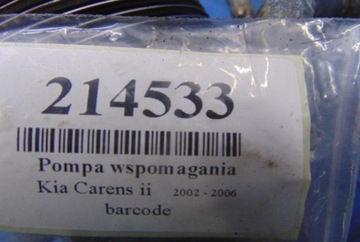 214533
Pompa wspomagania
Kia Carens ii 2002 - 2006
barcode